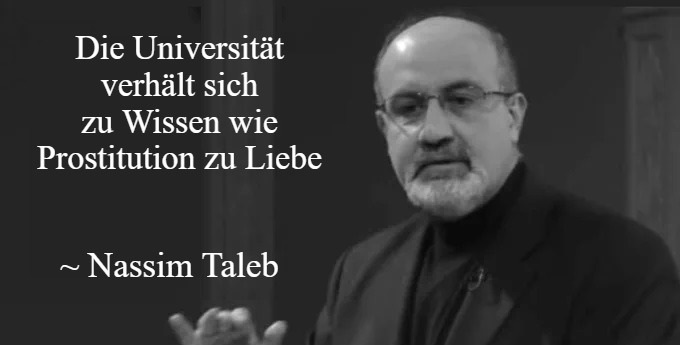 Die Universität
verhält sich
zu Wissen wie
Prostitution zu Liebe
~ Nassim Taleb